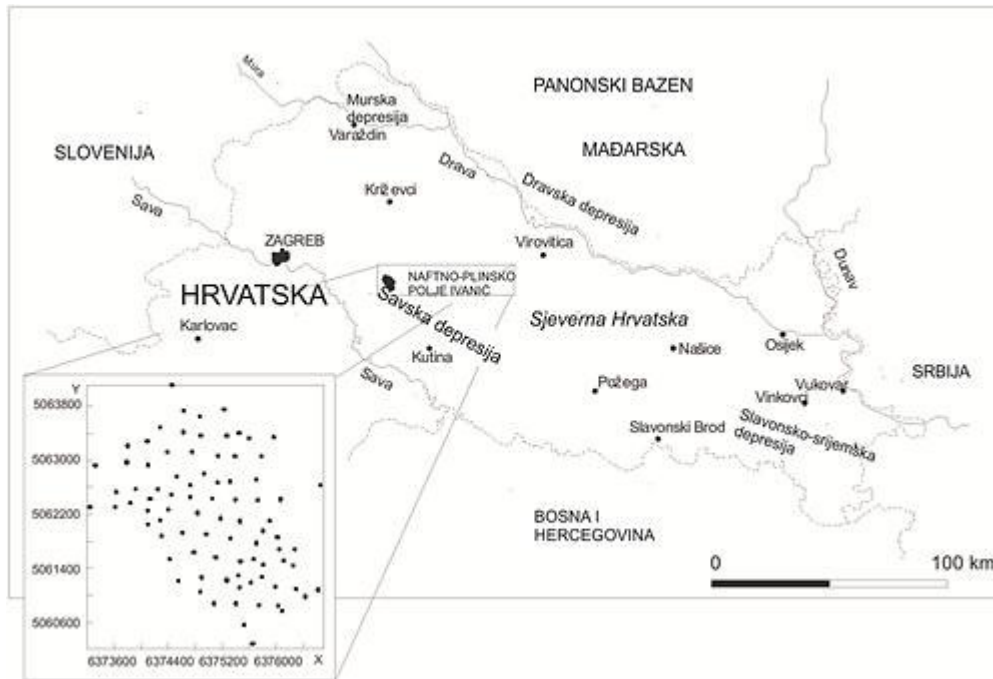 PANONSKI BAZEN
Mura
Murska
depresija
Varaždin
SLOVENIJA
MAĐARSKA
Drava
Dravska depresija
Sava
Križevci
ZAGREB
Virovitica
Dunav
NAFTNO-PLINSKO
POLJE IVANIĆ
HRVATSKA
Savska depresija
Sjeverna Hrvatska
Karlovac
Kutina
Našice
Osijek
Sava
Požega
Vukovar
SRBIJA
Vinkovci
Slavonski Brod
Slavonsko-srijemska
depresija
BOSNA I
HERCEGOVINA
0 100 km
Y
5063800
5063000
5062200
5061400
5060600
6373600 6374400 6375200 6376000 X